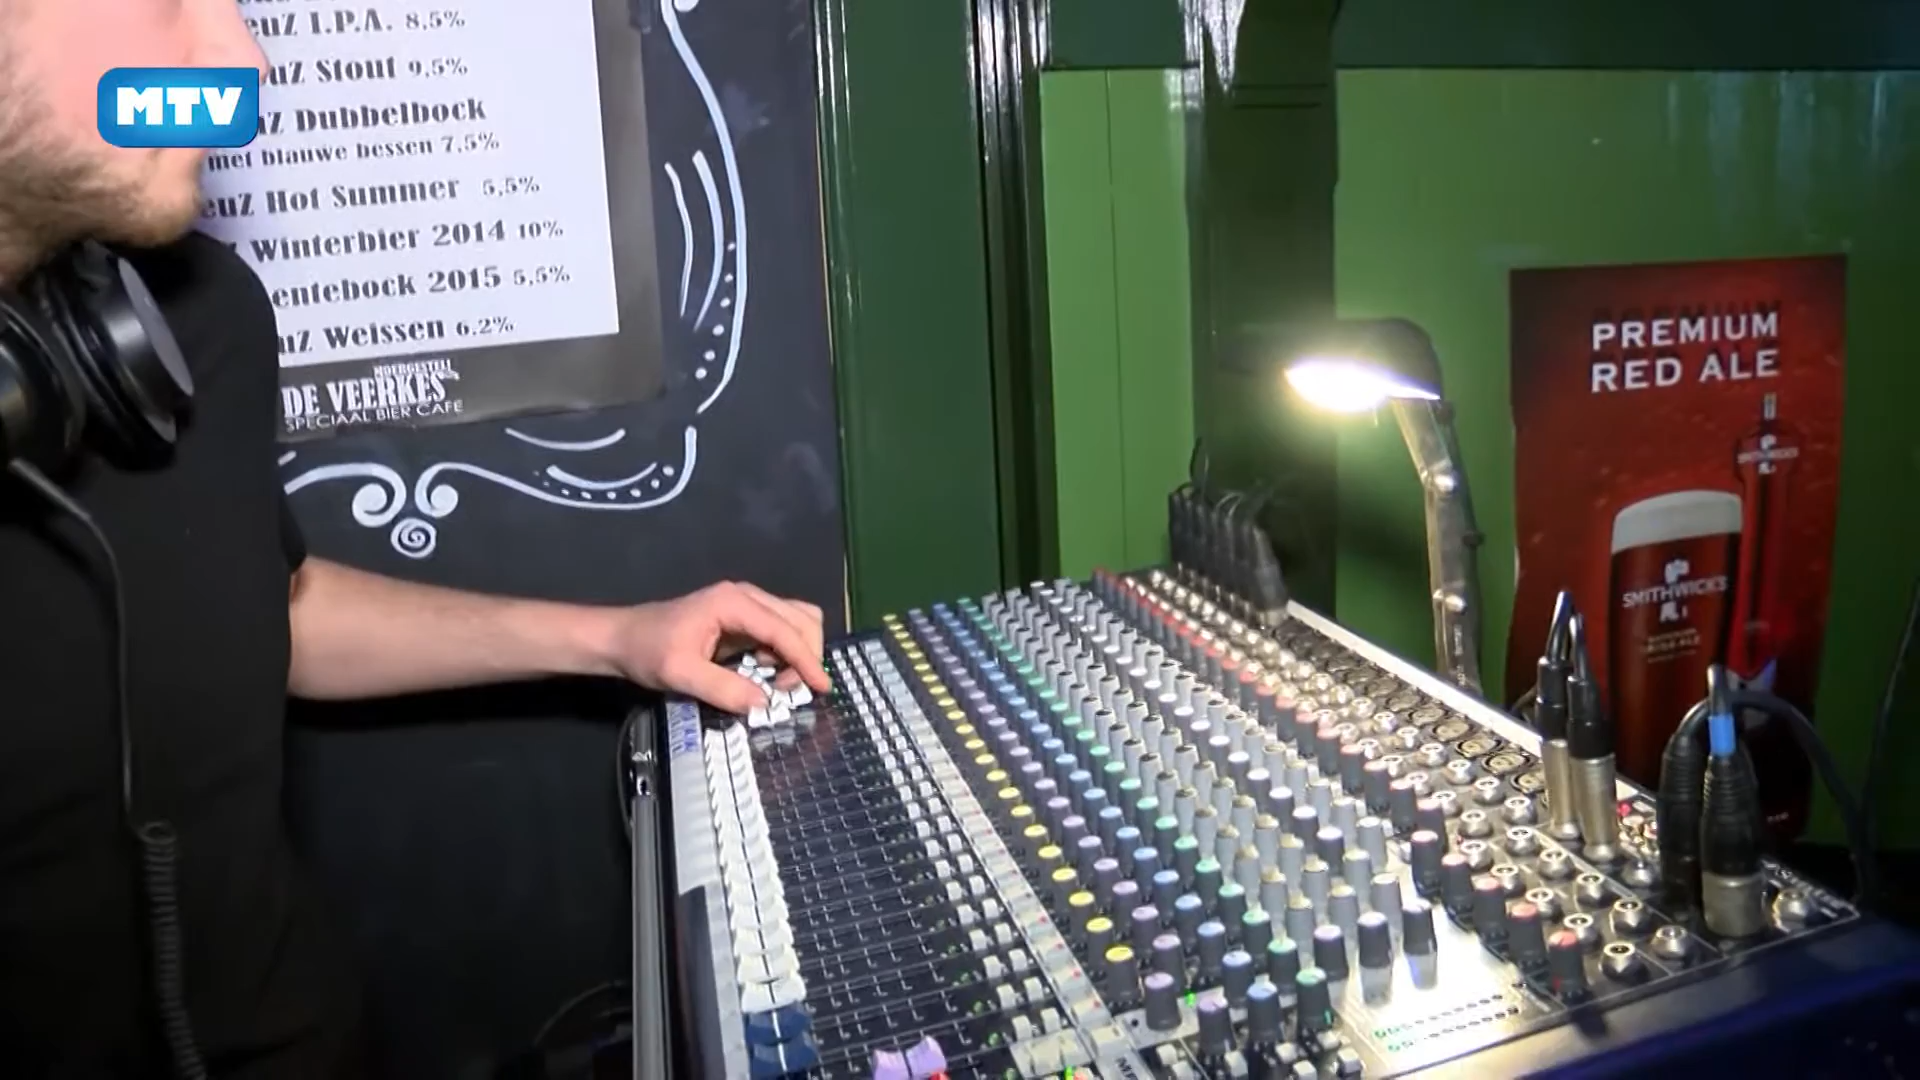 euZ I.P.A. 8,5%
uZ Stout 9,5%
MTV
uZ Dubbelbock
met blauwe bessen 7,5%
euZ Hot Summer 5,5%
Z Winterbier 2014 10%
entebock 2015 5,5%
uZ Weissen 6.2%
MOERGESTELL
DE VEERKES
SPECIAAL BIER CAFE
PREMIUM
RED ALE
SMITHWICK'S